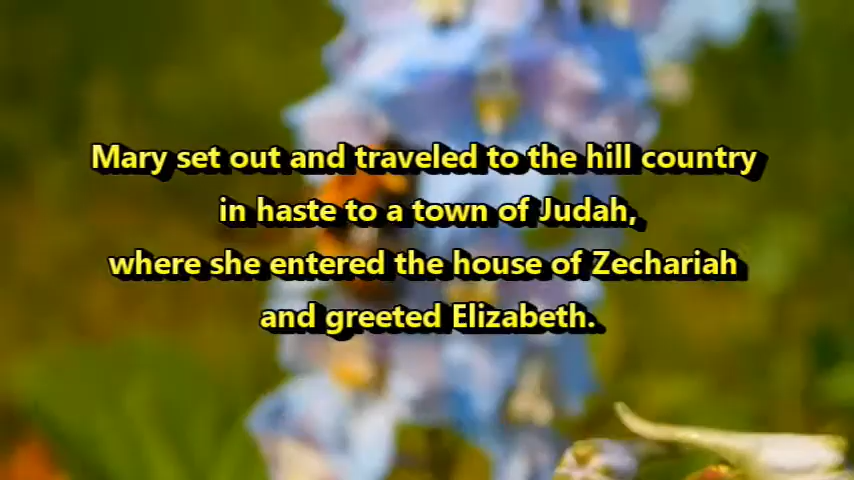 Mary set out and traveled to the hill country
in haste to a town of Judah,
where she entered the house of Zechariah
and greeted Elizabeth.